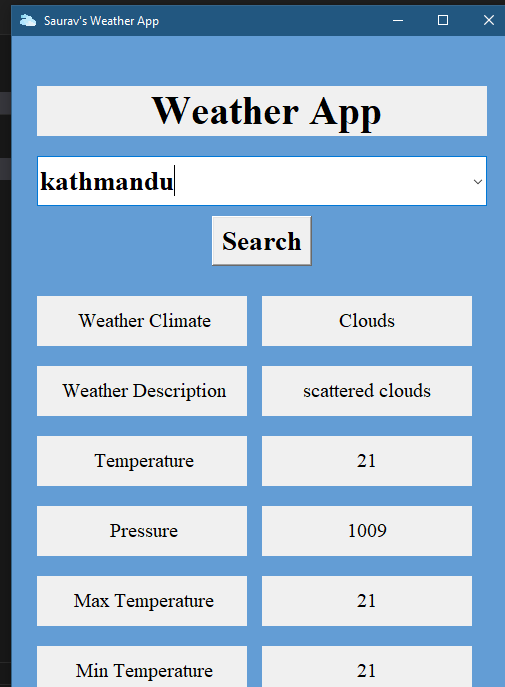 Saurav's Weather App
Weather App
kathmandu
Search
Weather Climate Clouds
Weather Description scattered clouds
Temperature 21
Pressure 1009
Max Temperature 21
Min Temperature 21